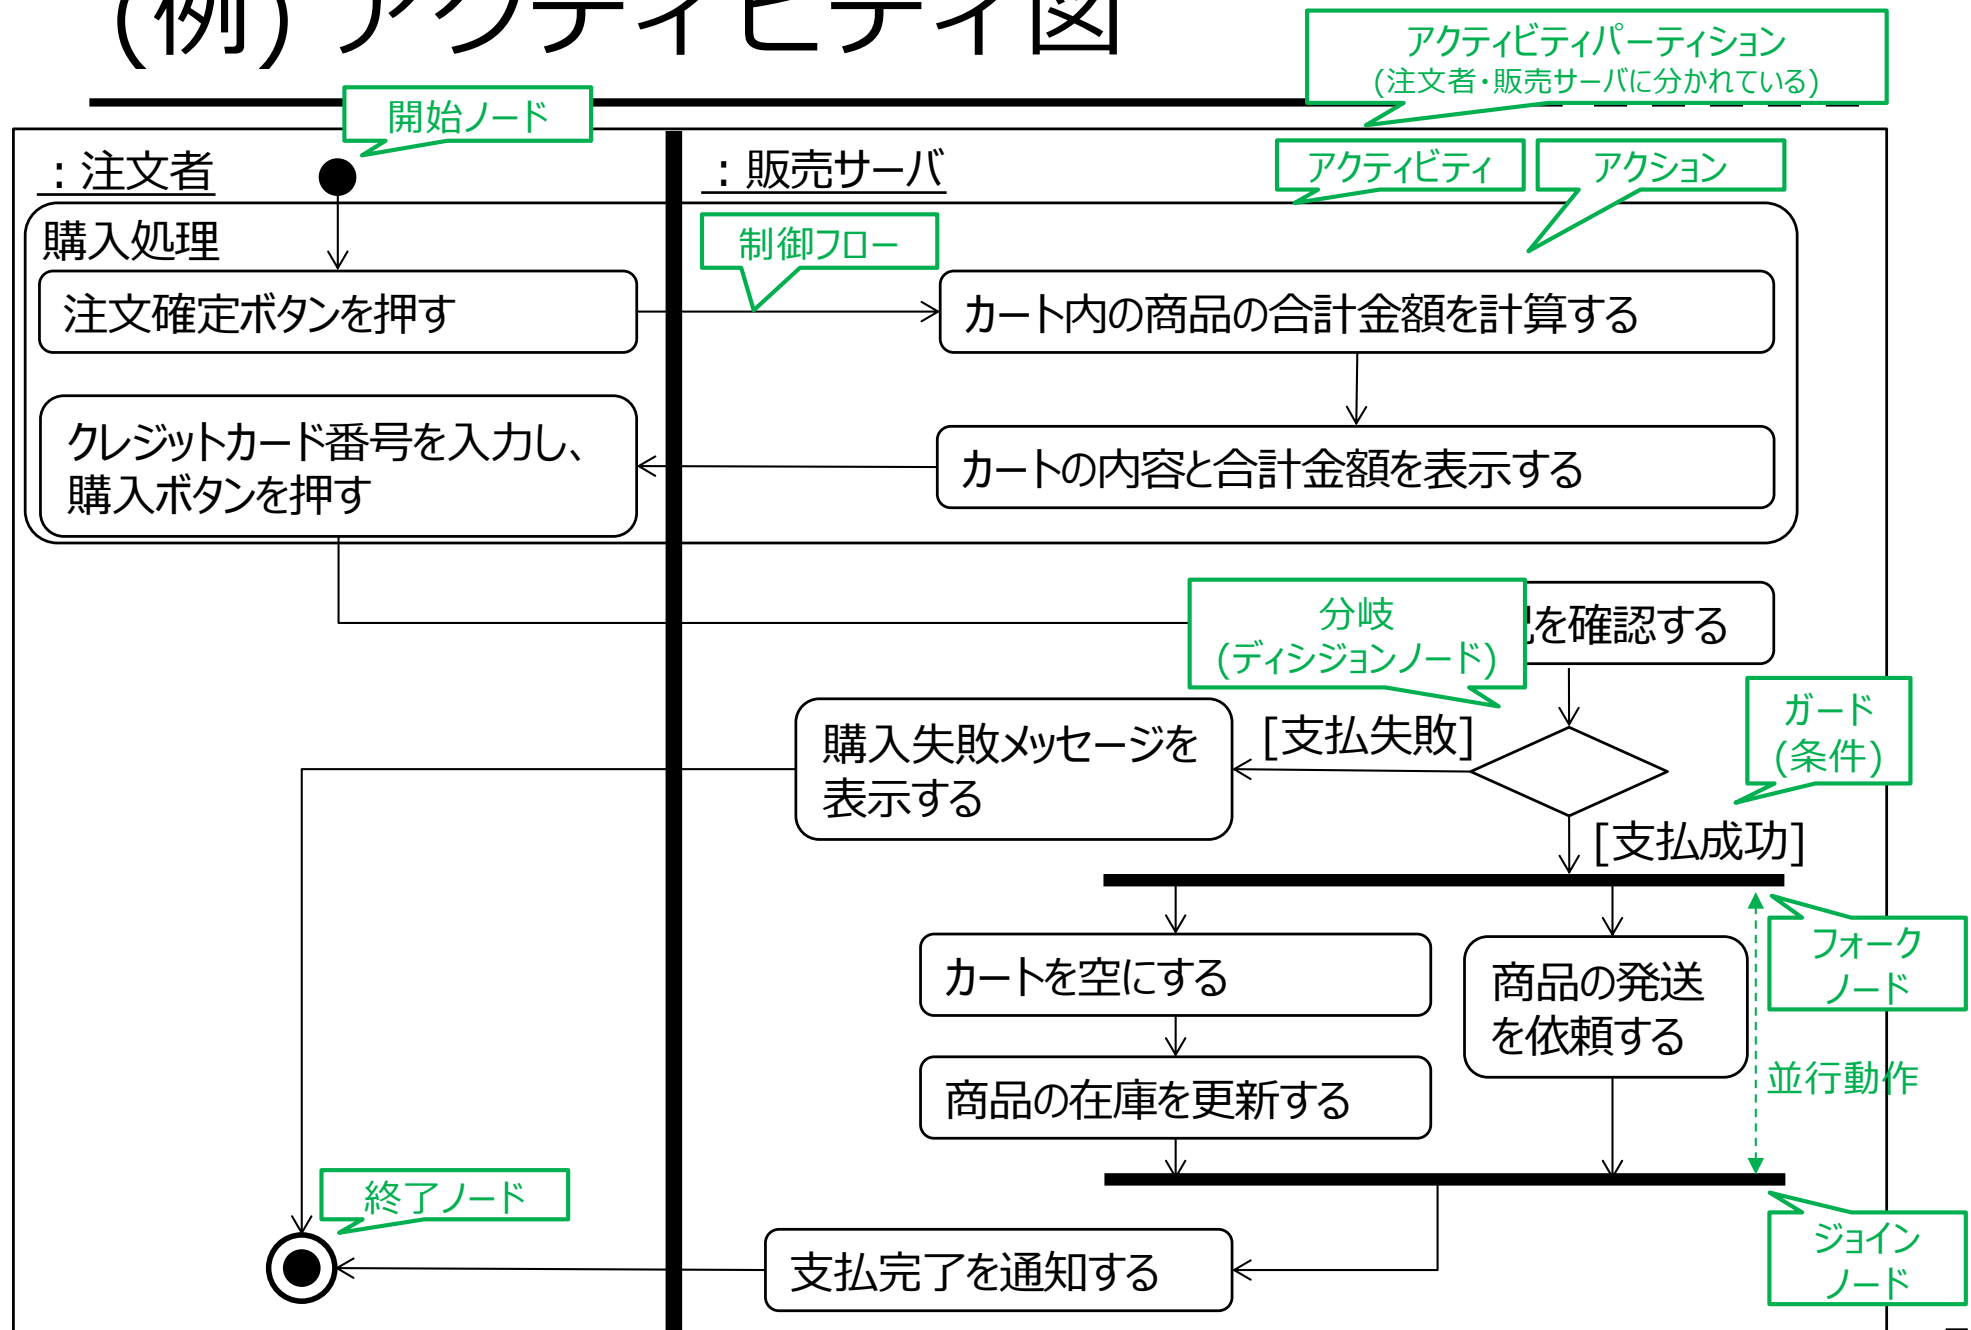 (例) アクティビティ図
アクティビティパーティション
(注文者・販売サーバに分かれている)
開始ノード
：注文者
：販売サーバ
アクティビティ
アクション
購入処理
制御フロー
注文確定ボタンを押す
カート内の商品の合計金額を計算する
クレジットカード番号を入力し、
購入ボタンを押す
カートの内容と合計金額を表示する
分岐
(ディシジョンノード)
を確認する
ガード
(条件)
購入失敗メッセージを
表示する
[支払失敗]
[支払成功]
フォーク
ノード
カートを空にする
商品の発送
を依頼する
並行動作
商品の在庫を更新する
終了ノード
ジョイン
ノード
支払完了を通知する